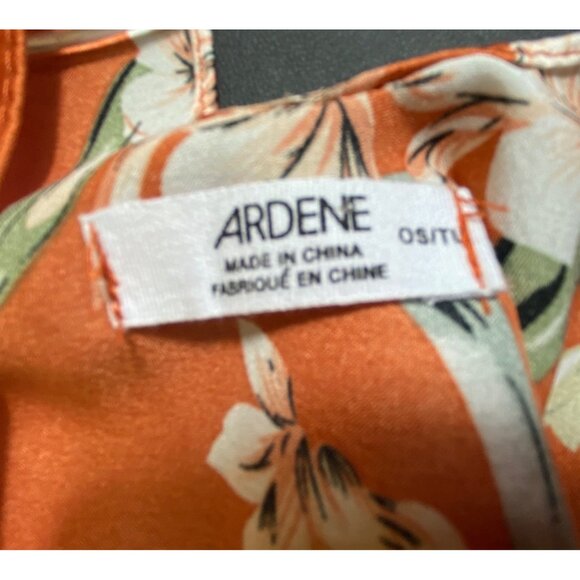 ARDENE
OS/TU
MADE IN CHINA
FABRIQUÉ EN CHINE